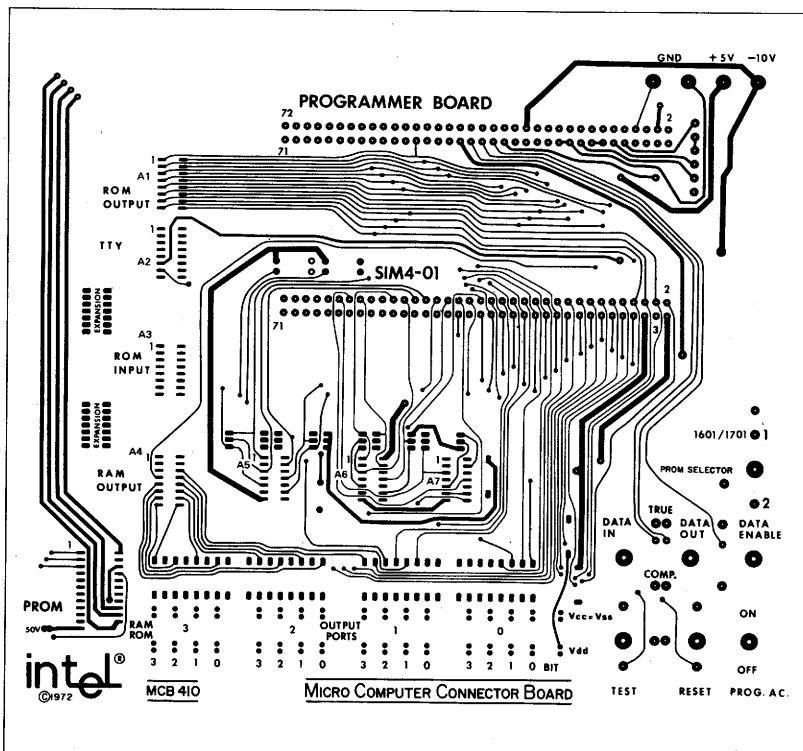 GND +5V -10V
PROGRAMMER BOARD
72
2
71
1
A1
ROM
OUTPUT
1
TTY
A2
SIM4-01
EXPANSION
2
71
3
A3
1
ROM
INPUT
EXPANSION
1601/1701 1
A4
1
A5
1
A6
1
A7
1
RAM
OUTPUT
PROM SELECTOR
2
DATA
IN
TRUE
DATA
OUT
DATA
ENABLE
1
COMP.
PROM
50V
RAM
ROM
3
2
OUTPUT
PORTS
1
0
Vcc=Vss
ON
Vdd
3 2 1 0 3 2 1 0 3 2 1 0 3 2 1 0 BIT
OFF
intel®
©1972
MCB 410
MICRO COMPUTER CONNECTOR BOARD
TEST
RESET
PROG. AC.